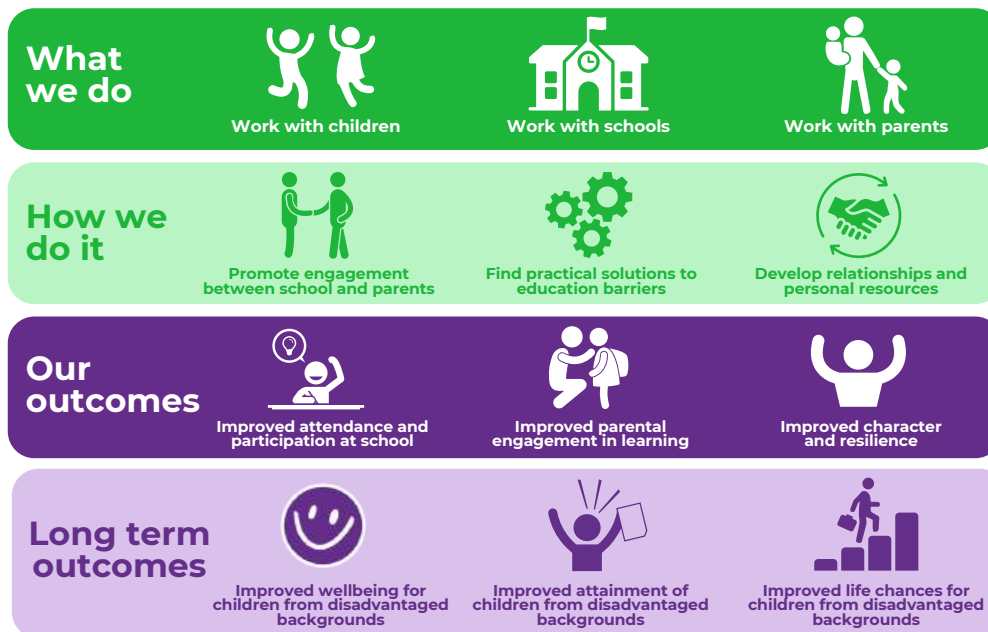 What
we do
Work with children
Work with schools
Work with parents
How we
do it
Promote engagement
between school and parents
Find practical solutions to
education barriers
Develop relationships and
personal resources
Our
outcomes
Improved attendance and
participation at school
Improved parental
engagement in learning
Improved character
and resilience
Long term
outcomes
Improved wellbeing for
children from disadvantaged
backgrounds
Improved attainment of
children from disadvantaged
backgrounds
Improved life chances for
children from disadvantaged
backgrounds